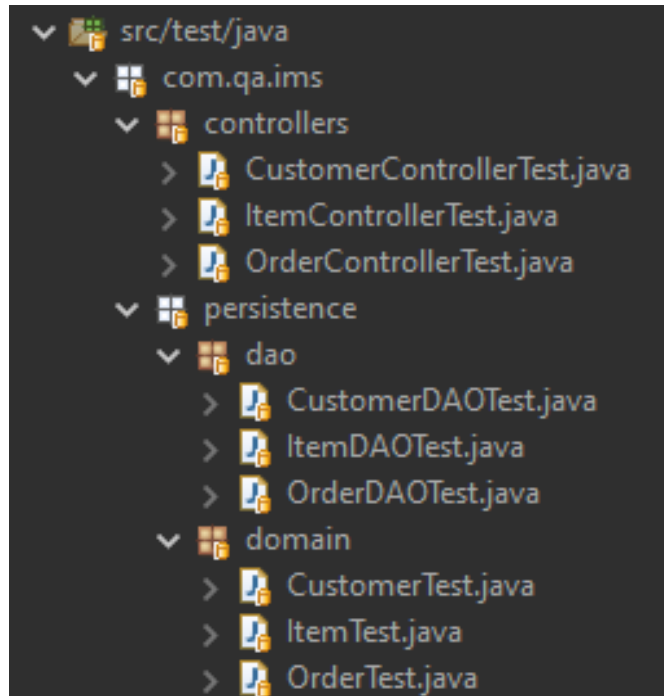 src/test/java
com.qa.ims
controllers
CustomerControllerTest.java
ItemControllerTest.java
OrderControllerTest.java
persistence
dao
CustomerDAOTest.java
ItemDAOTest.java
OrderDAOTest.java
domain
CustomerTest.java
ItemTest.java
OrderTest.java